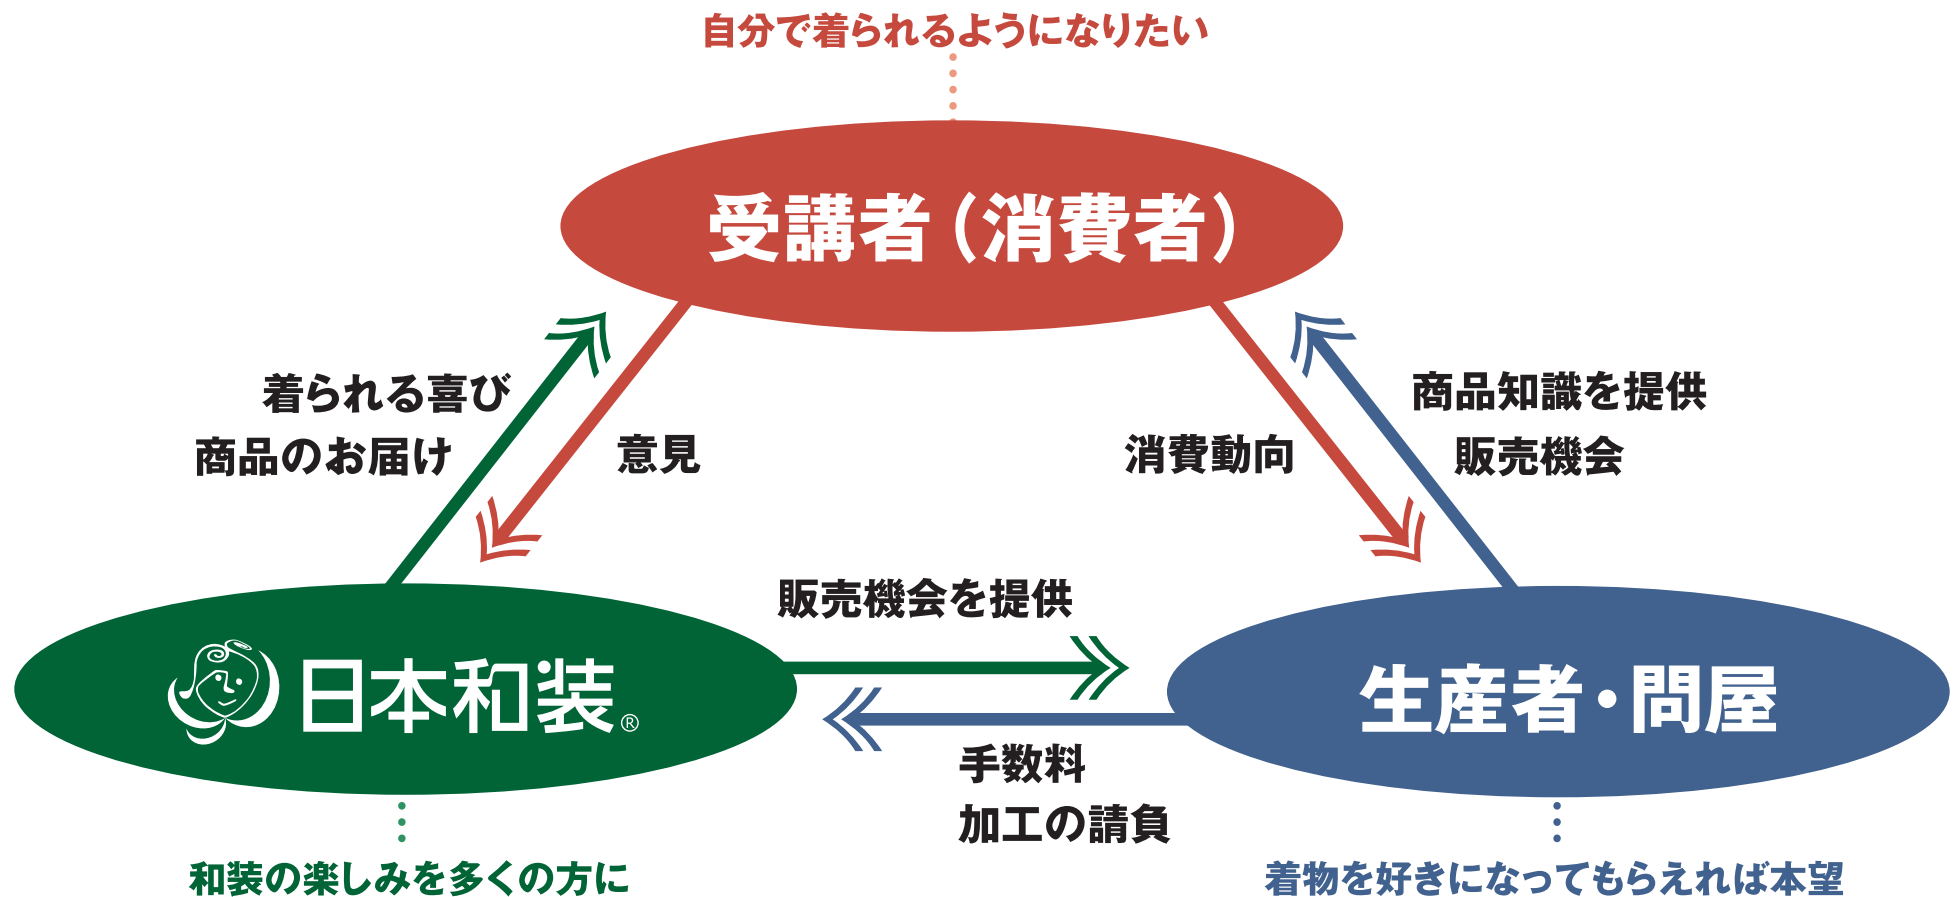 自分で着られるようになりたい
受講者（消費者）
着られる喜び
商品のお届け
意見
消費動向
商品知識を提供
販売機会
販売機会を提供
日本和装®
生産者・問屋
手数料
加工の請負
和装の楽しみを多くの方に
着物を好きになってもらえれば本望